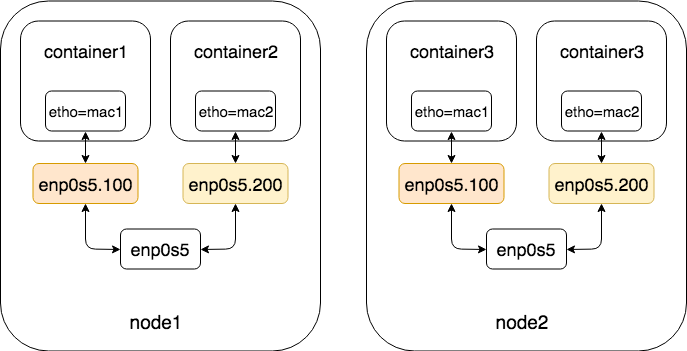 container1
container2
etho=mac1
etho=mac2
enp0s5.100
enp0s5.200
enp0s5
node1
container3
container3
etho=mac1
etho=mac2
enp0s5.100
enp0s5.200
enp0s5
node2